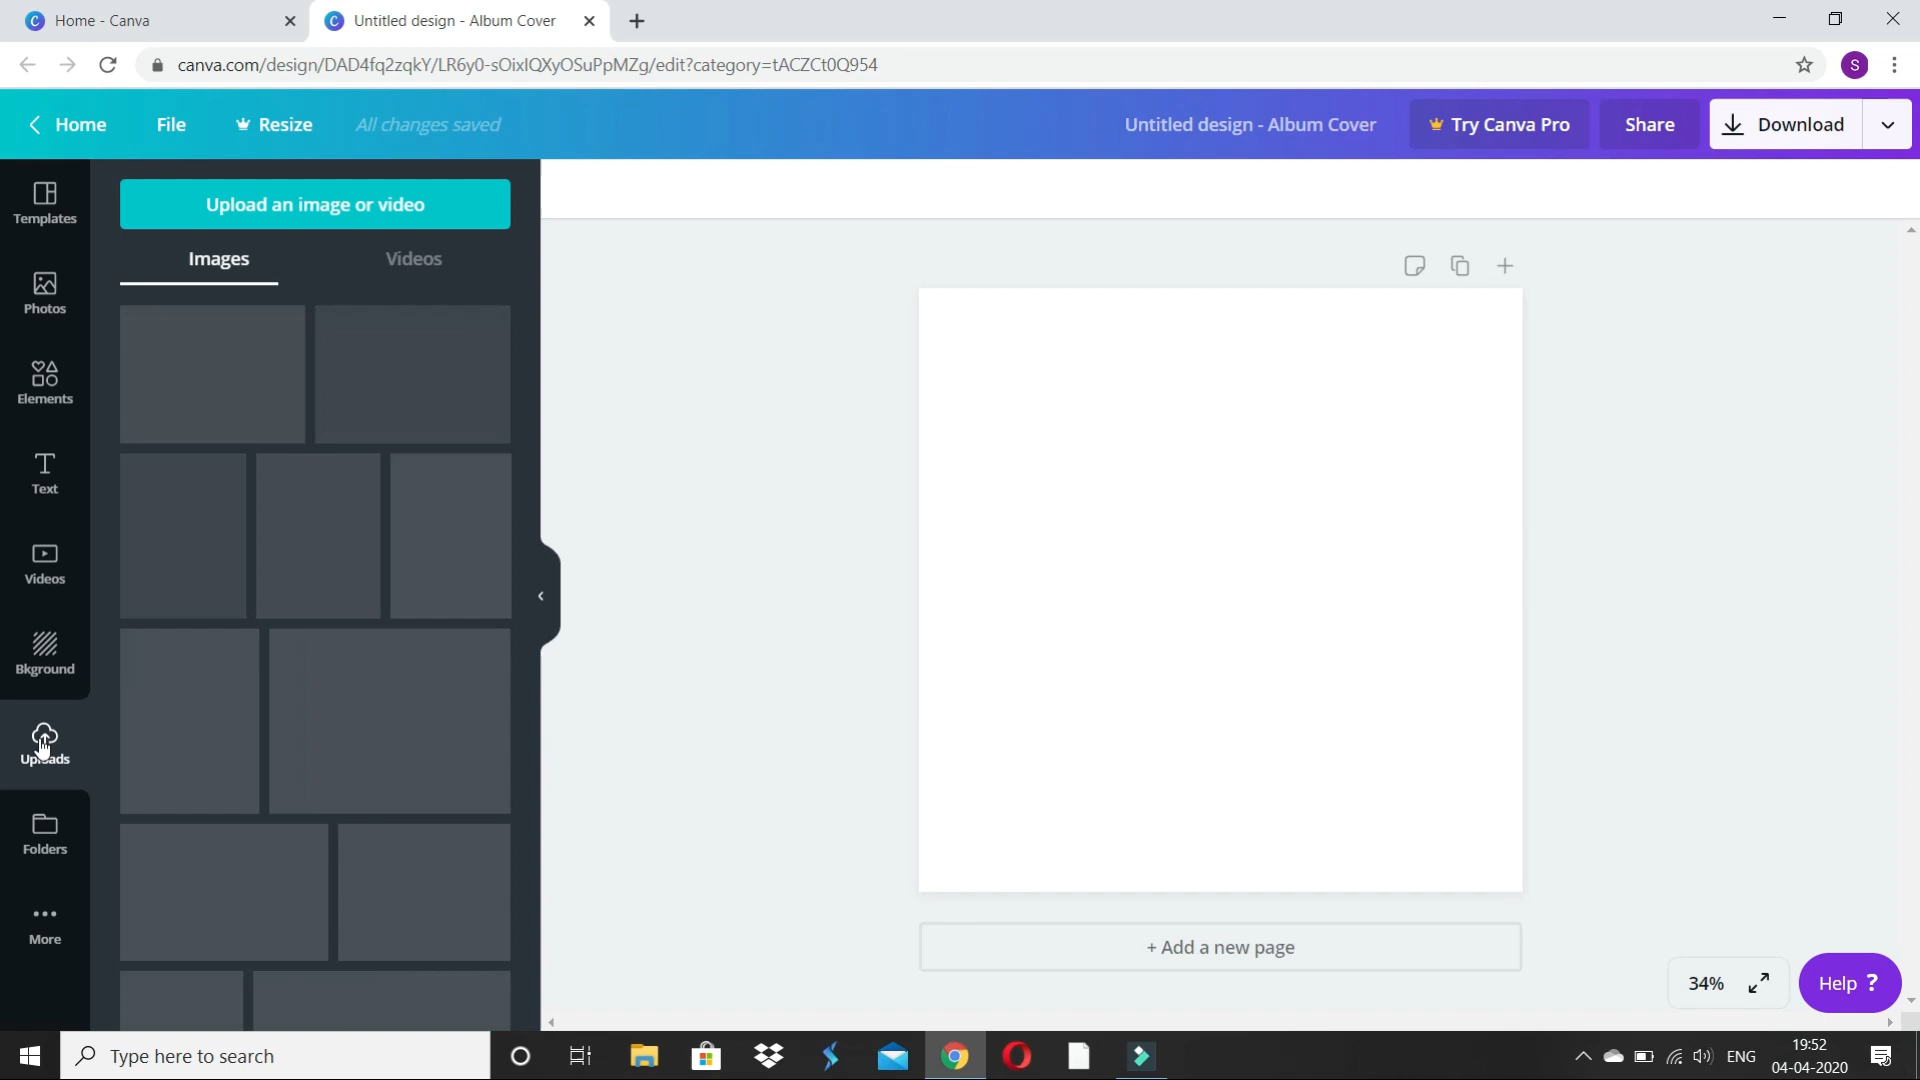 Home - Canva
Untitled design - Album Cover
canva.com/design/DAD4fq2zqkY/LR6y0-sOixIQXyOSuPpMZg/edit?category=tACZCt0Q954
S
Home
File
Resize
All changes saved
Untitled design - Album Cover
Try Canva Pro
Share
Download
Templates
Photos
Elements
Text
Videos
Bkground
Uploads
Folders
More
Upload an image or video
Images
Videos
+ Add a new page
34%
Help ?
Type here to search
ENG
19:52
04-04-2020